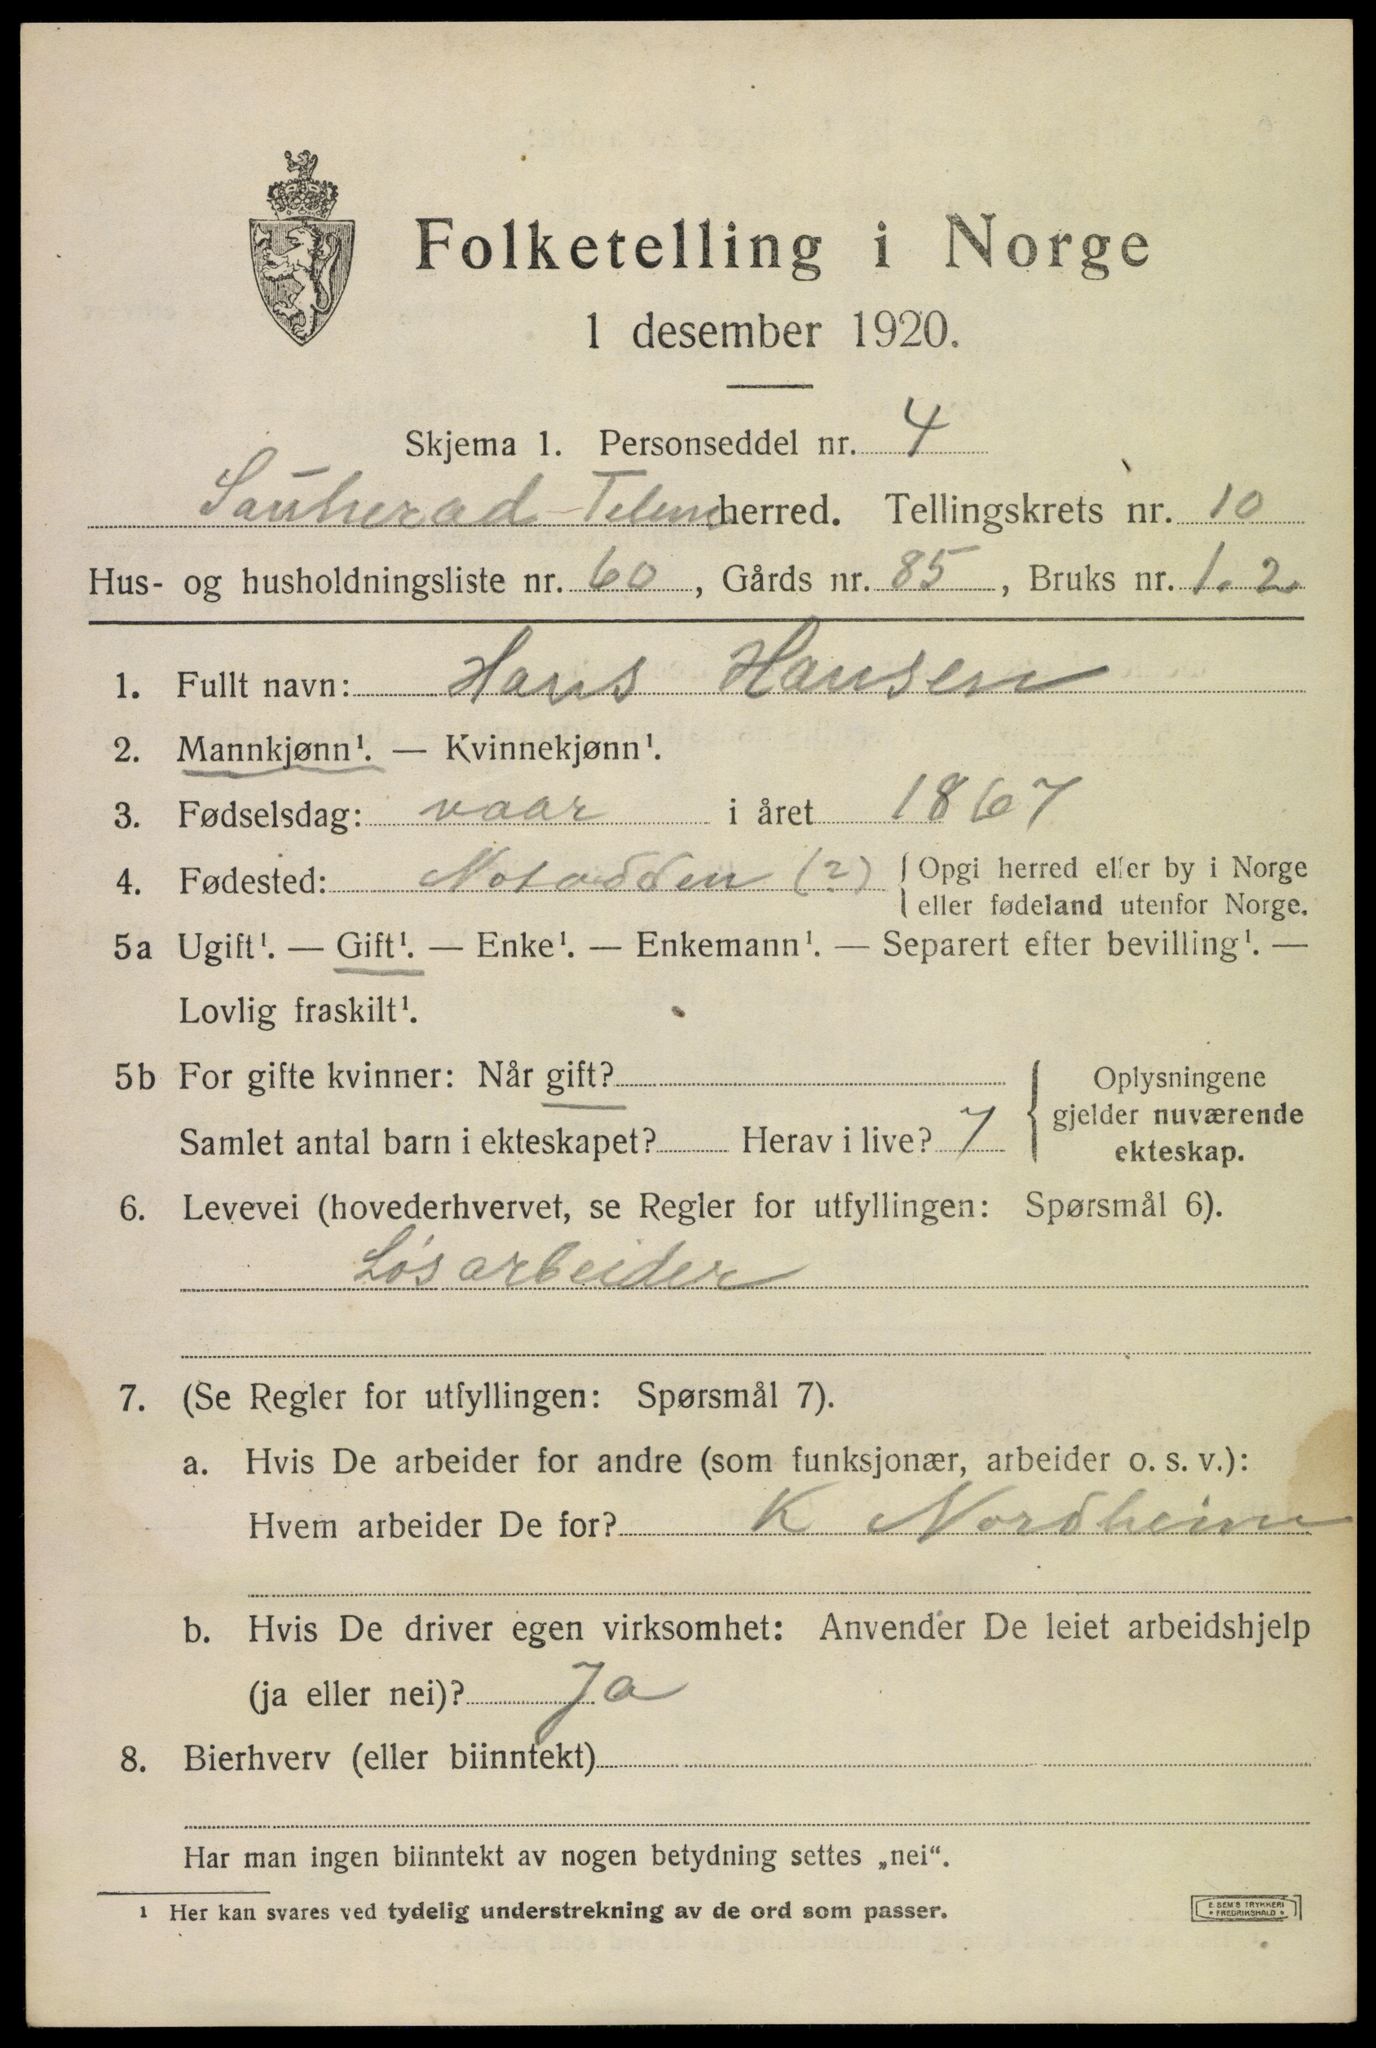 Folketelling i Norge
1 desember 1920.
Skjema 1. Personseddel nr. 4
Sauherad Telem herred. Tellingskrets nr. 10
Hus- og husholdningsliste nr. 60, Gårds nr. 85, Bruks nr. 1. 2.
1. Fullt navn: Hans Hansen
2. Mannkjønn¹. — Kvinnekjønn¹.
3. Fødselsdag: vaar i året 1867
4. Fødested: Notodden (?) { Opgi herred eller by i Norge
eller fødeland utenfor Norge.
5a Ugift¹. — Gift¹. — Enke¹. — Enkemann¹. — Separert efter bevilling¹. —
Lovlig fraskilt¹.
5b For gifte kvinner: Når gift? { Oplysningene
gjelder nuværende
Samlet antal barn i ekteskapet? Herav i live? 7
ekteskap.
6. Levevei (hovederhvervet, se Regler for utfyllingen: Spørsmål 6).
Løsarbeider
7. (Se Regler for utfyllingen: Spørsmål 7).
a. Hvis De arbeider for andre (som funksjonær, arbeider o. s. v.):
Hvem arbeider De for? K Nordheim
b. Hvis De driver egen virksomhet: Anvender De leiet arbeidshjelp
(ja eller nei)? Ja
8. Bierhverv (eller biinntekt)
Har man ingen biinntekt av nogen betydning settes „nei“.
¹ Her kan svares ved tydelig understrekning av de ord som passer.
E. SEM'S TRYKKERI
• FREDRIKSHALD •